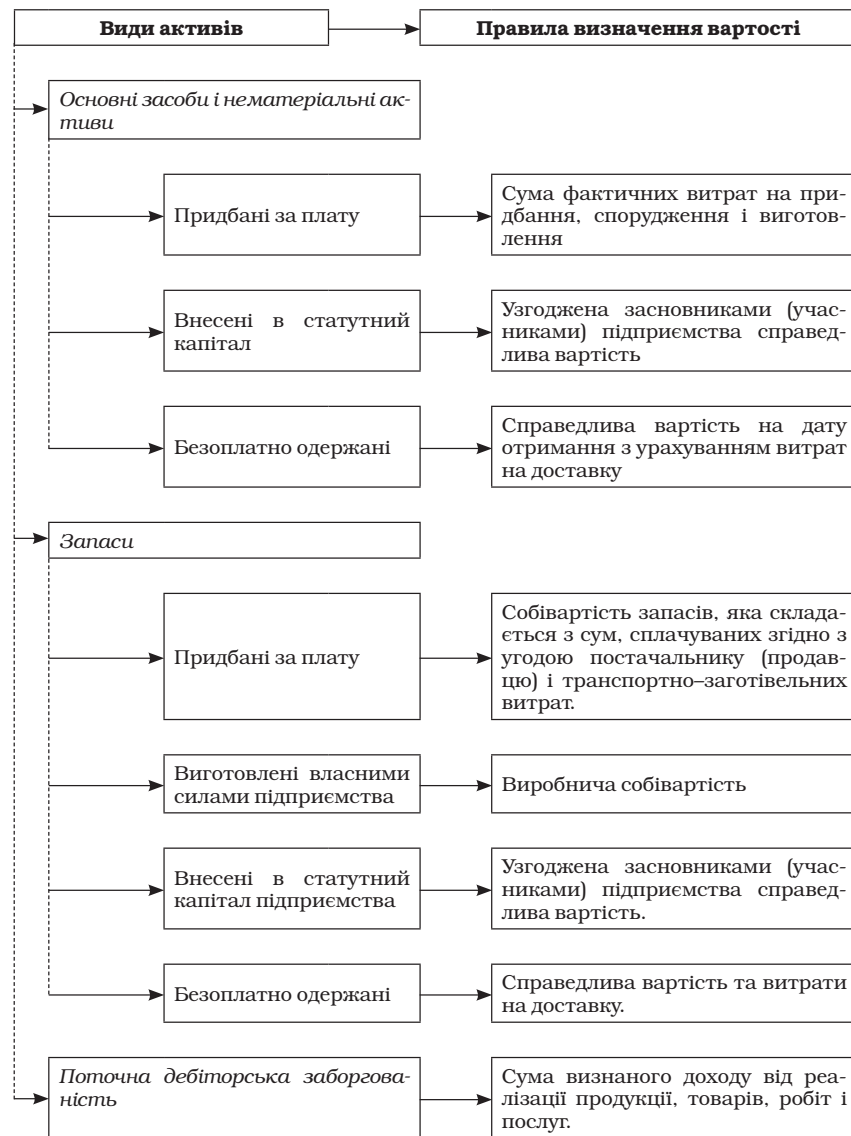 Види активів
Правила визначення вартості
Основні засоби і нематеріальні ак-
тиви
Придбані за плату
Сума фактичних витрат на при-
дбання, спорудження і виготов-
лення
Внесені в статутний
капітал
Узгоджена засновниками (учас-
никами) підприємства справед-
лива вартість
Безоплатно одержані
Справедлива вартість на дату
отримання з урахуванням витрат
на доставку
Запаси
Придбані за плату
Собівартість запасів, яка склада-
ється з сум, сплачуваних згідно з
угодою постачальнику (продав-
цю) і транспортно–заготівельних
витрат.
Виготовлені власними
силами підприємства
Виробнича собівартість
Внесені в статутний
капітал підприємства
Узгоджена засновниками (учас-
никами) підприємства справед-
лива вартість.
Безоплатно одержані
Справедлива вартість та витрати
на доставку.
Поточна дебіторська заборгова-
ність
Сума визнаного доходу від реа-
лізації продукції, товарів, робіт і
послуг.